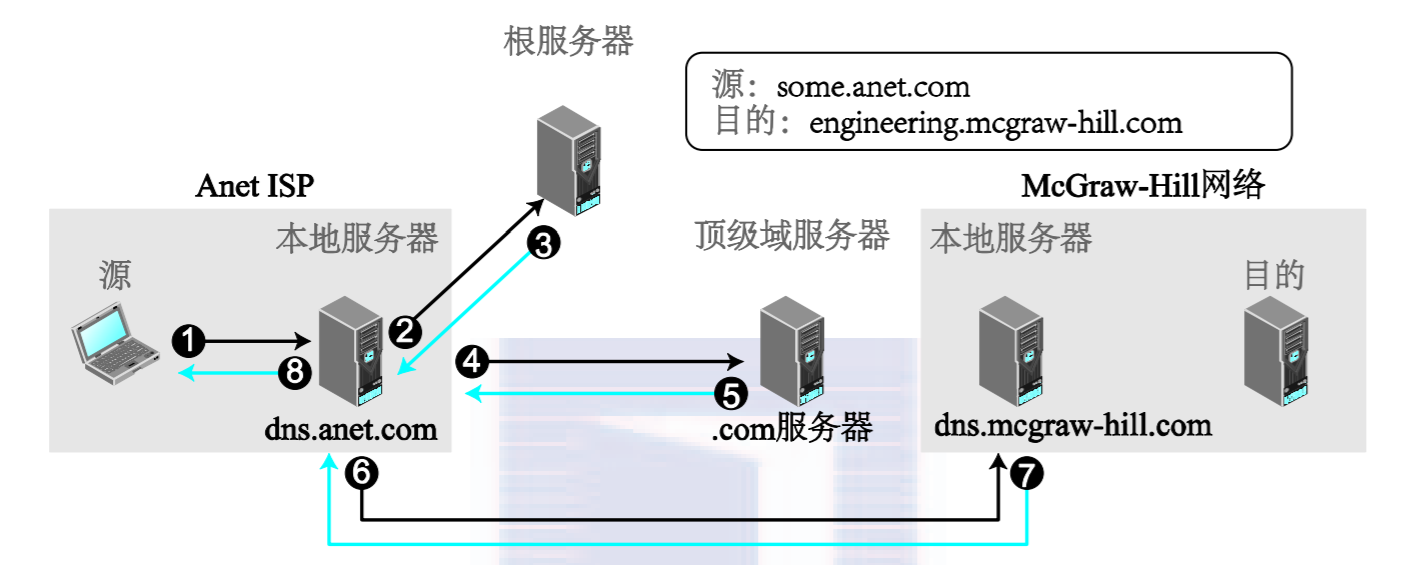 根服务器
源：some.anet.com
目的：engineering.mcgraw-hill.com
Anet ISP
McGraw-Hill网络
本地服务器
顶级域服务器
本地服务器
源
目的
1
2
3
4
5
8
dns.anet.com
.com服务器
dns.mcgraw-hill.com
6
7